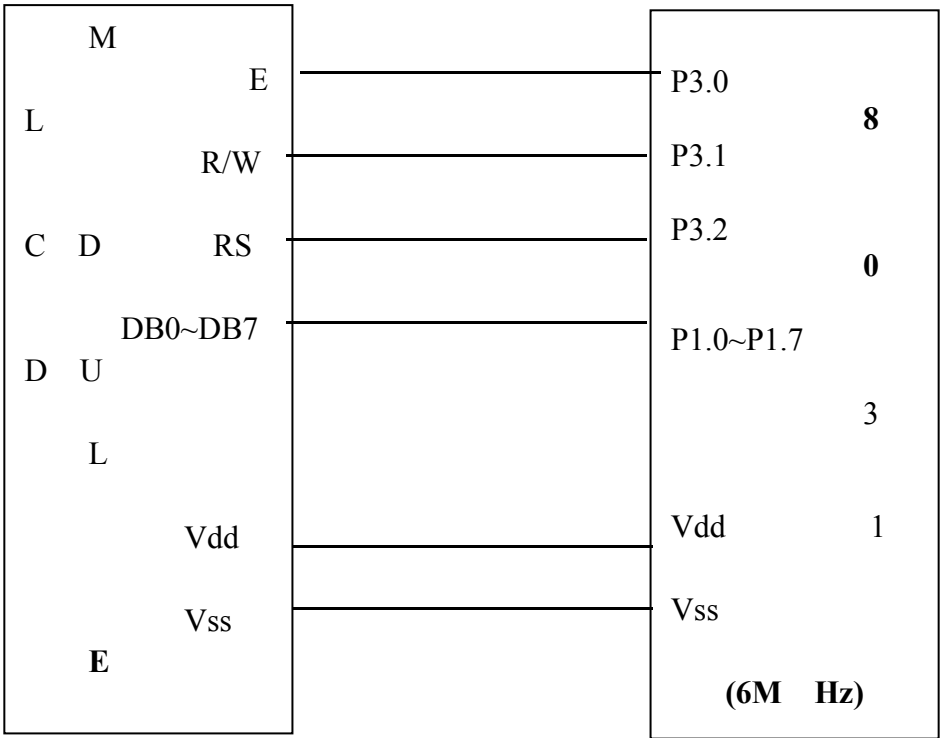 M
E
L
R/W
C D
RS
DB0~DB7
D U
L
Vdd
Vss
E
P3.0
8
P3.1
P3.2
0
P1.0~P1.7
3
Vdd
1
Vss
(6M Hz)